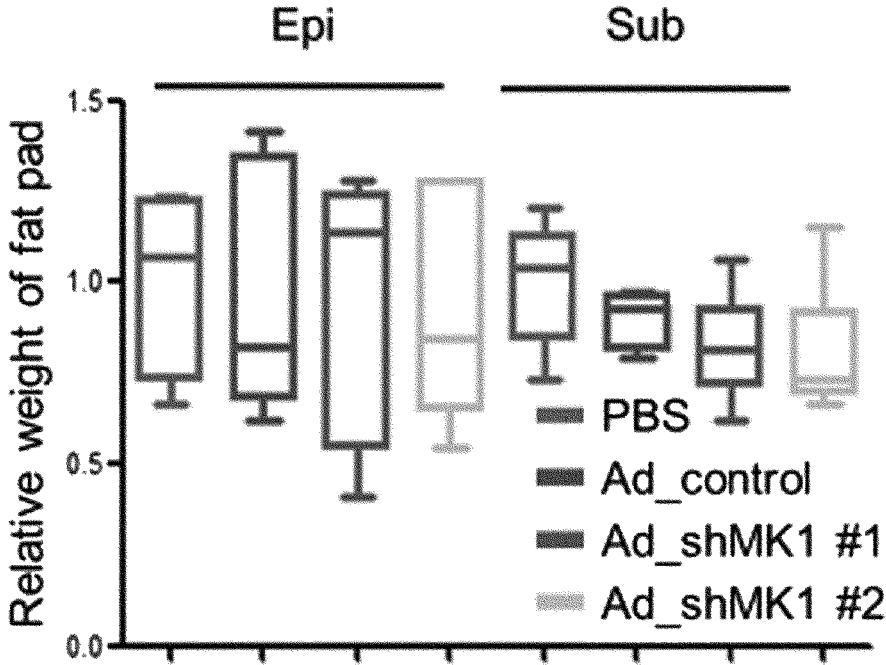 Epi Sub
Relative weight of fat pad
1.5
1.0
0.5
0.0
PBS
Ad_control
Ad_shMK1 #1
Ad_shMK1 #2